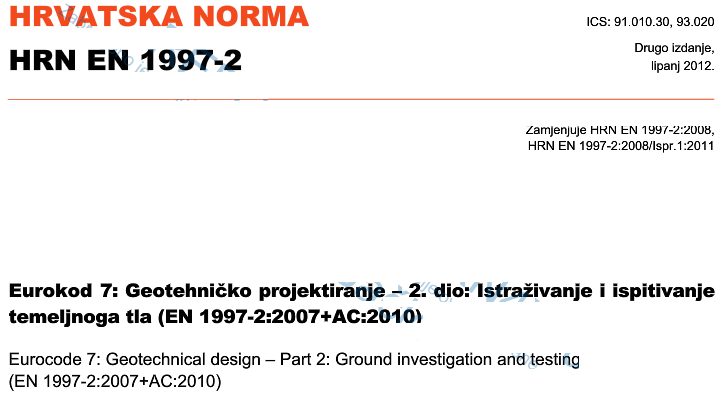 HRVATSKA NORMA
HRN EN 1997-2
ICS: 91.010.30, 93.020
Drugo izdanje,
lipanj 2012.
Zamjenjuje HRN EN 1997-2:2008,
HRN EN 1997-2:2008/Ispr.1:2011
Eurokod 7: Geotehničko projektiranje – 2. dio: Istraživanje i ispitivanje
temeljnoga tla (EN 1997-2:2007+AC:2010)
Eurocode 7: Geotechnical design – Part 2: Ground investigation and testing
(EN 1997-2:2007+AC:2010)